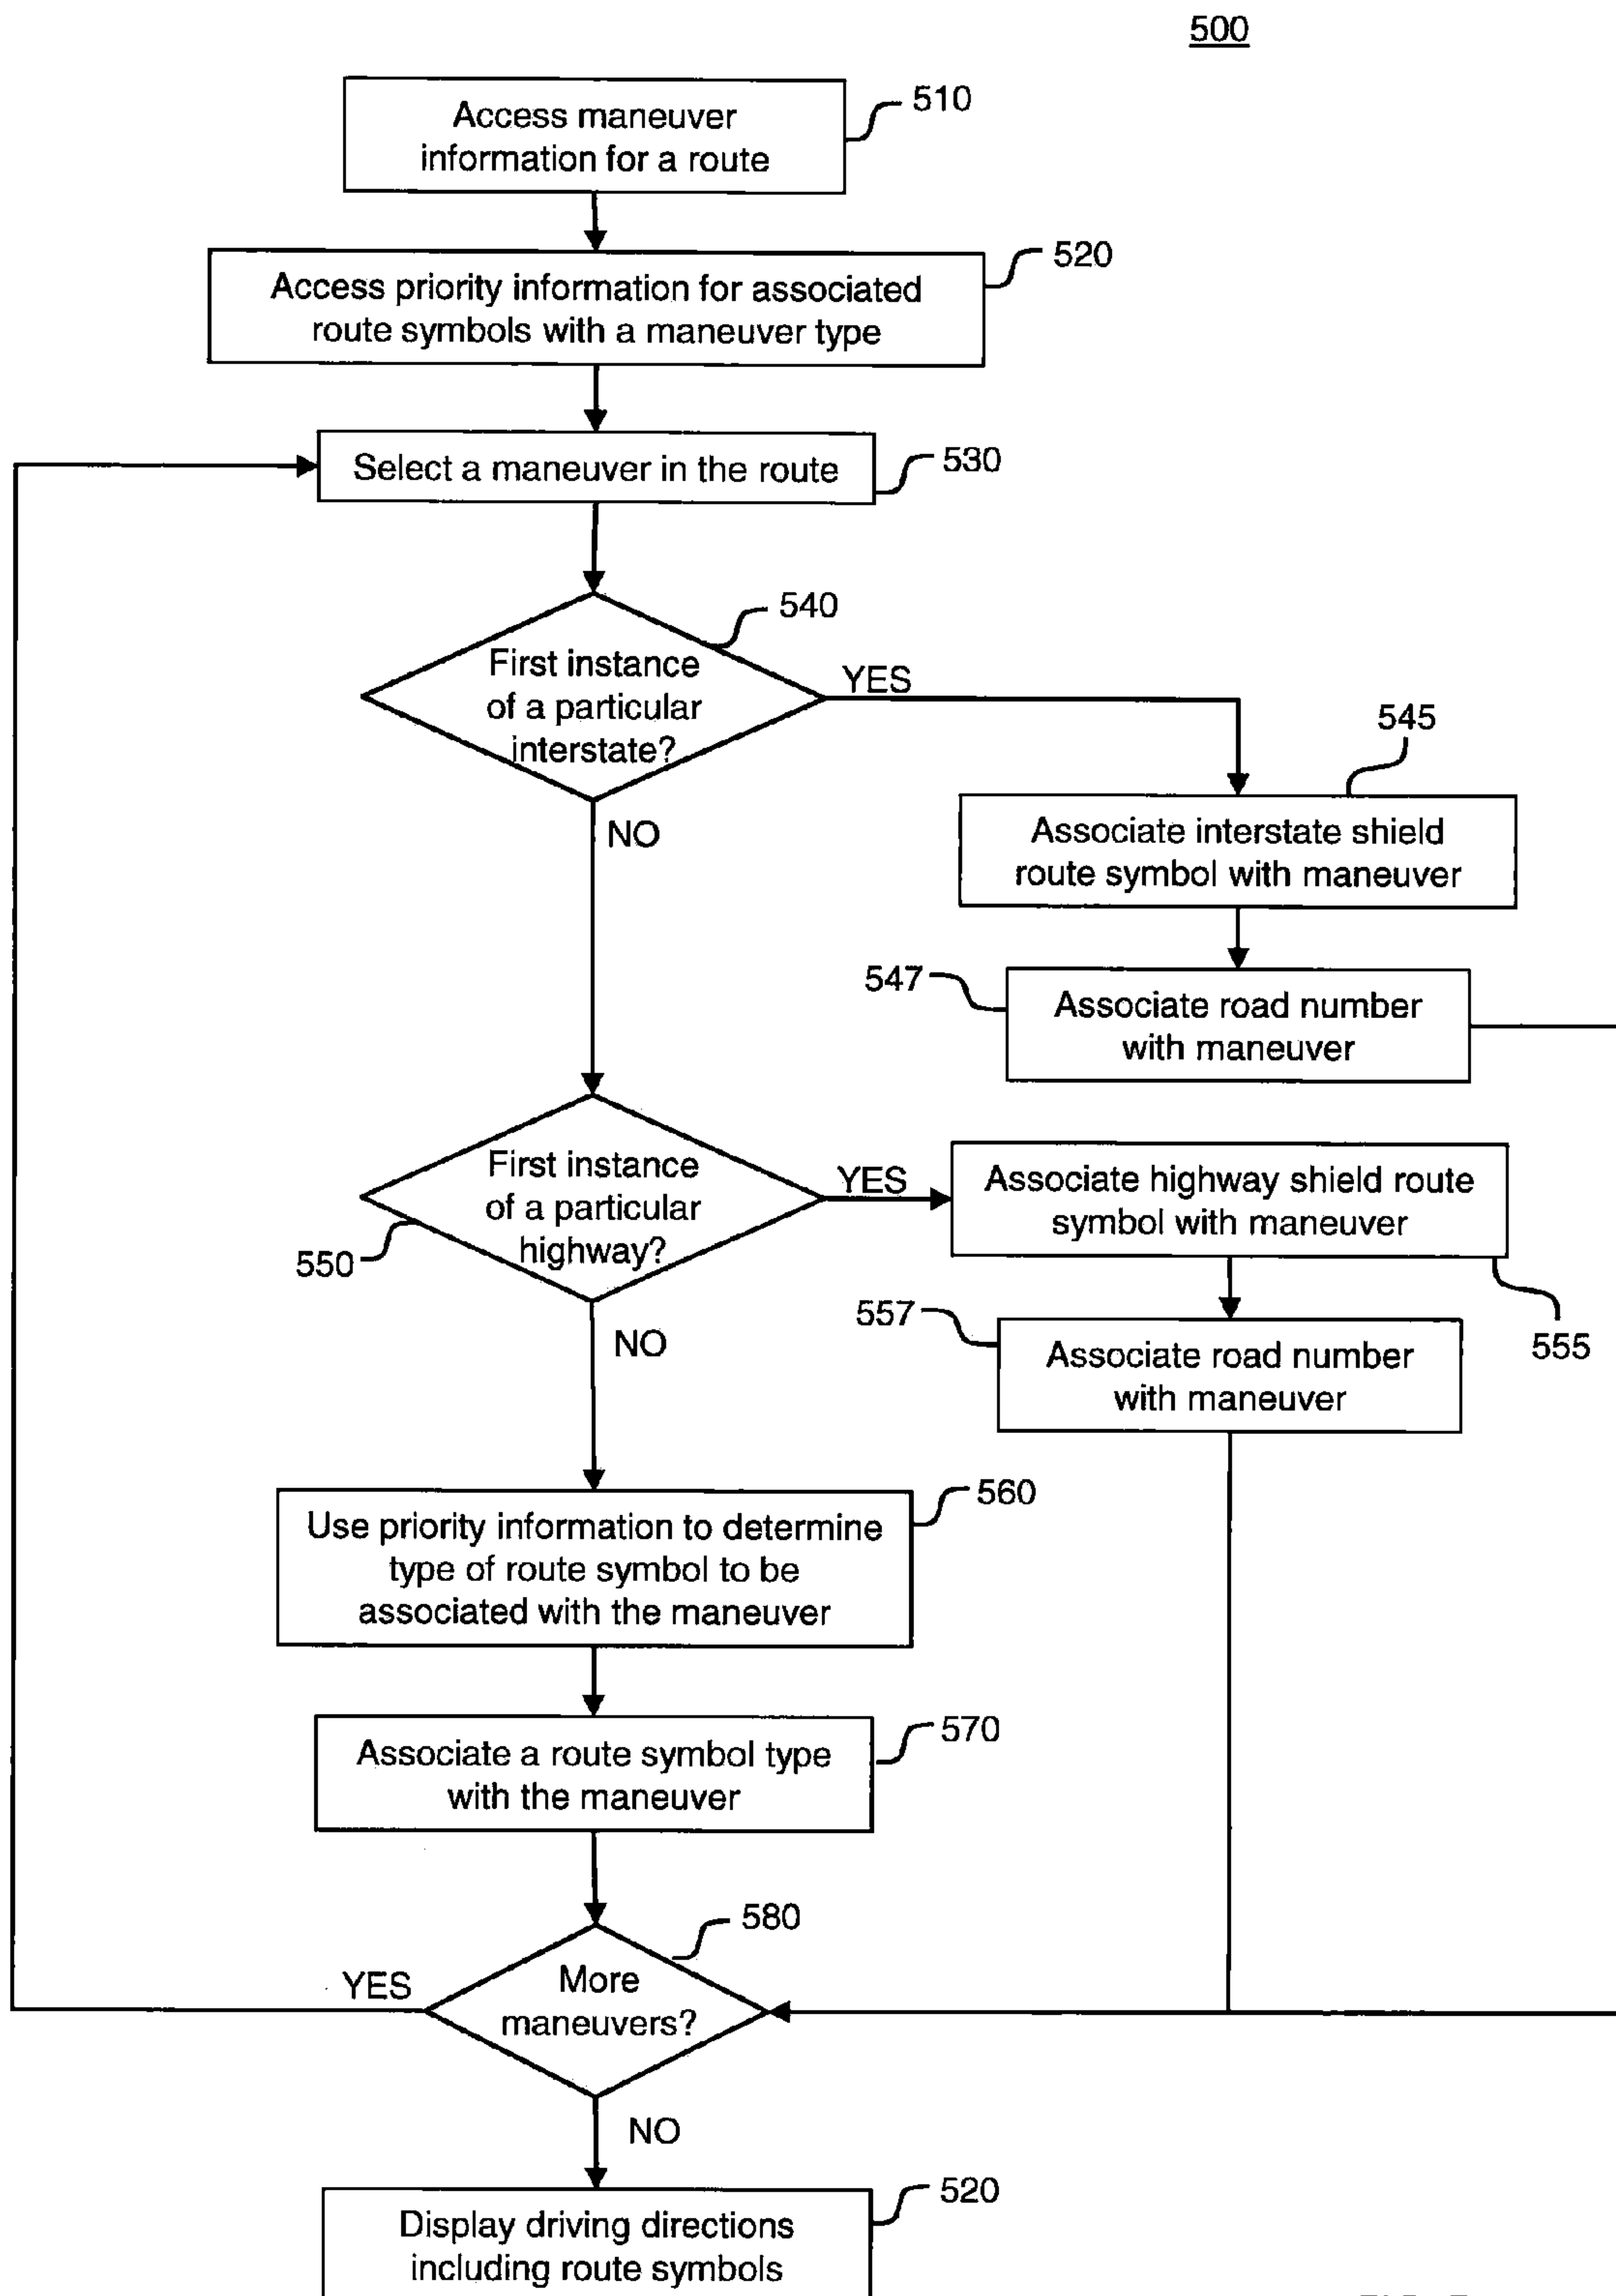 500
Access maneuver
information for a route
510
Access priority information for associated
route symbols with a maneuver type
520
Select a maneuver in the route
530
First instance
of a particular
interstate?
540
YES
NO
545
Associate interstate shield
route symbol with maneuver
547
Associate road number
with maneuver
First instance
of a particular
highway?
550
YES
NO
Associate highway shield route
symbol with maneuver
555
557
Associate road number
with maneuver
Use priority information to determine
type of route symbol to be
associated with the maneuver
560
Associate a route symbol type
with the maneuver
570
More
maneuvers?
580
YES
NO
Display driving directions
including route symbols
520